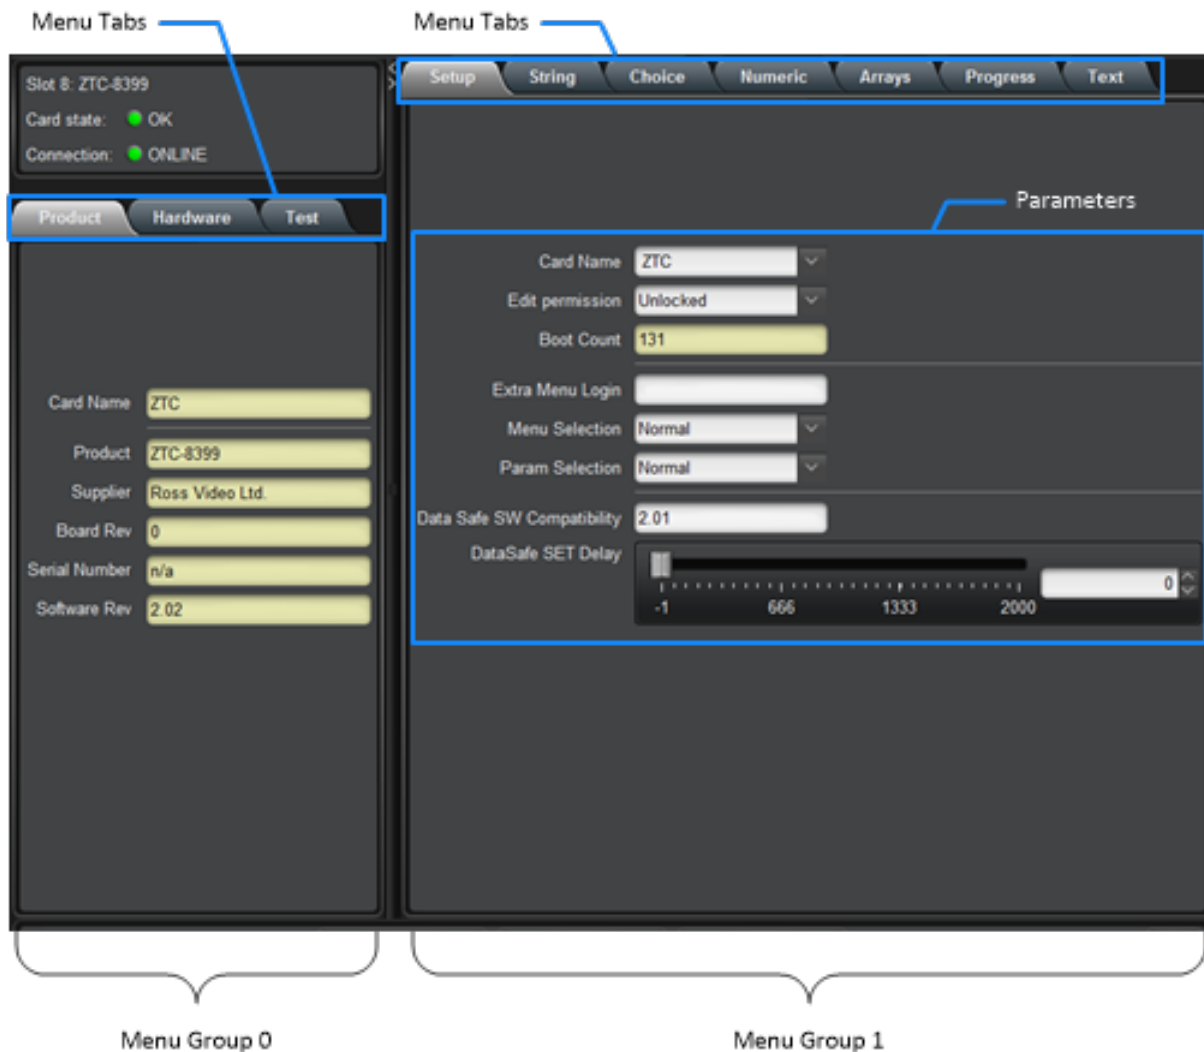 Menu Tabs
Menu Tabs
Slot 8: ZTC-8399
Card state: OK
Connection: ONLINE
Product Hardware Test
Setup String Choice Numeric Arrays Progress Text
Parameters
Card Name ZTC
Product ZTC-8399
Supplier Ross Video Ltd.
Board Rev 0
Serial Number n/a
Software Rev 2.02
Card Name ZTC
Edit permission Unlocked
Boot Count 131
Extra Menu Login
Menu Selection Normal
Param Selection Normal
Data Safe SW Compatibility 2.01
DataSafe SET Delay
0
-1 666 1333 2000
Menu Group 0
Menu Group 1